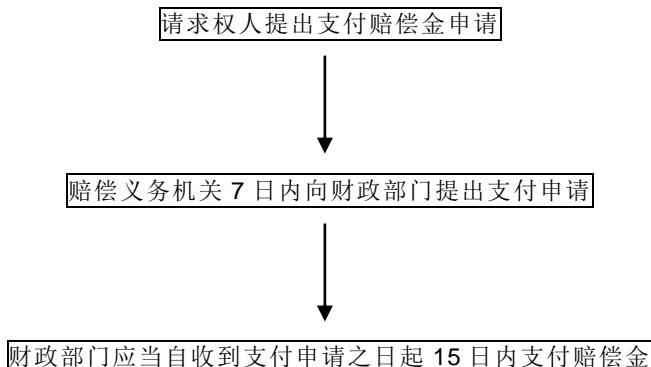 请求权人提出支付赔偿金申请
赔偿义务机关 7 日内向财政部门提出支付申请
财政部门应当自收到支付申请之日起 15 日内支付赔偿金